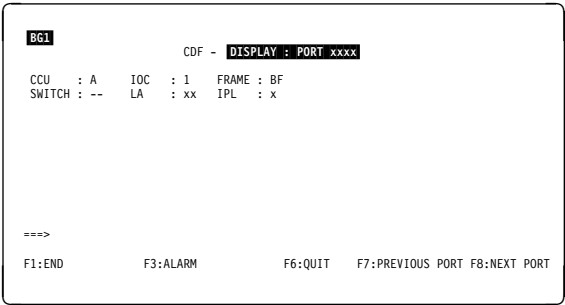 BG1
CDF - DISPLAY : PORT xxxx
CCU : A IOC : 1 FRAME : BF
SWITCH : -- LA : xx IPL : x
===>
F1:END F3:ALARM F6:QUIT F7:PREVIOUS PORT F8:NEXT PORT